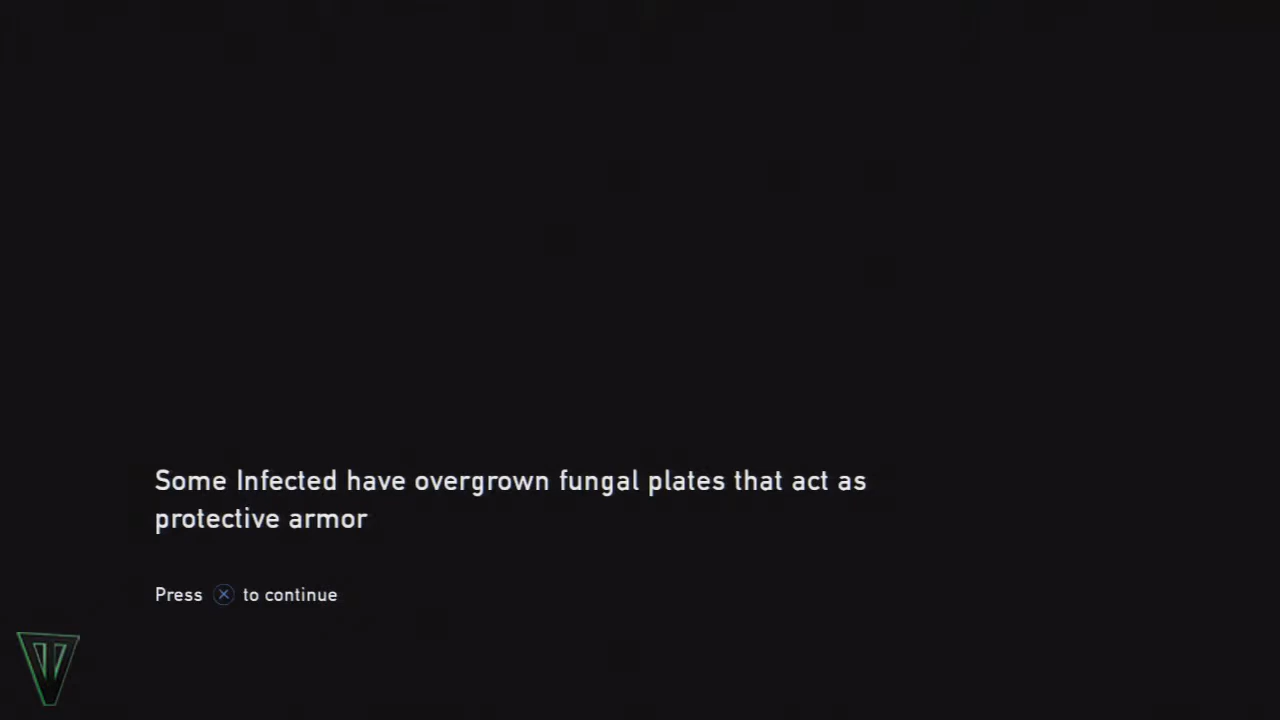 Some Infected have overgrown fungal plates that act as
protective armor
Press ⓧ to continue